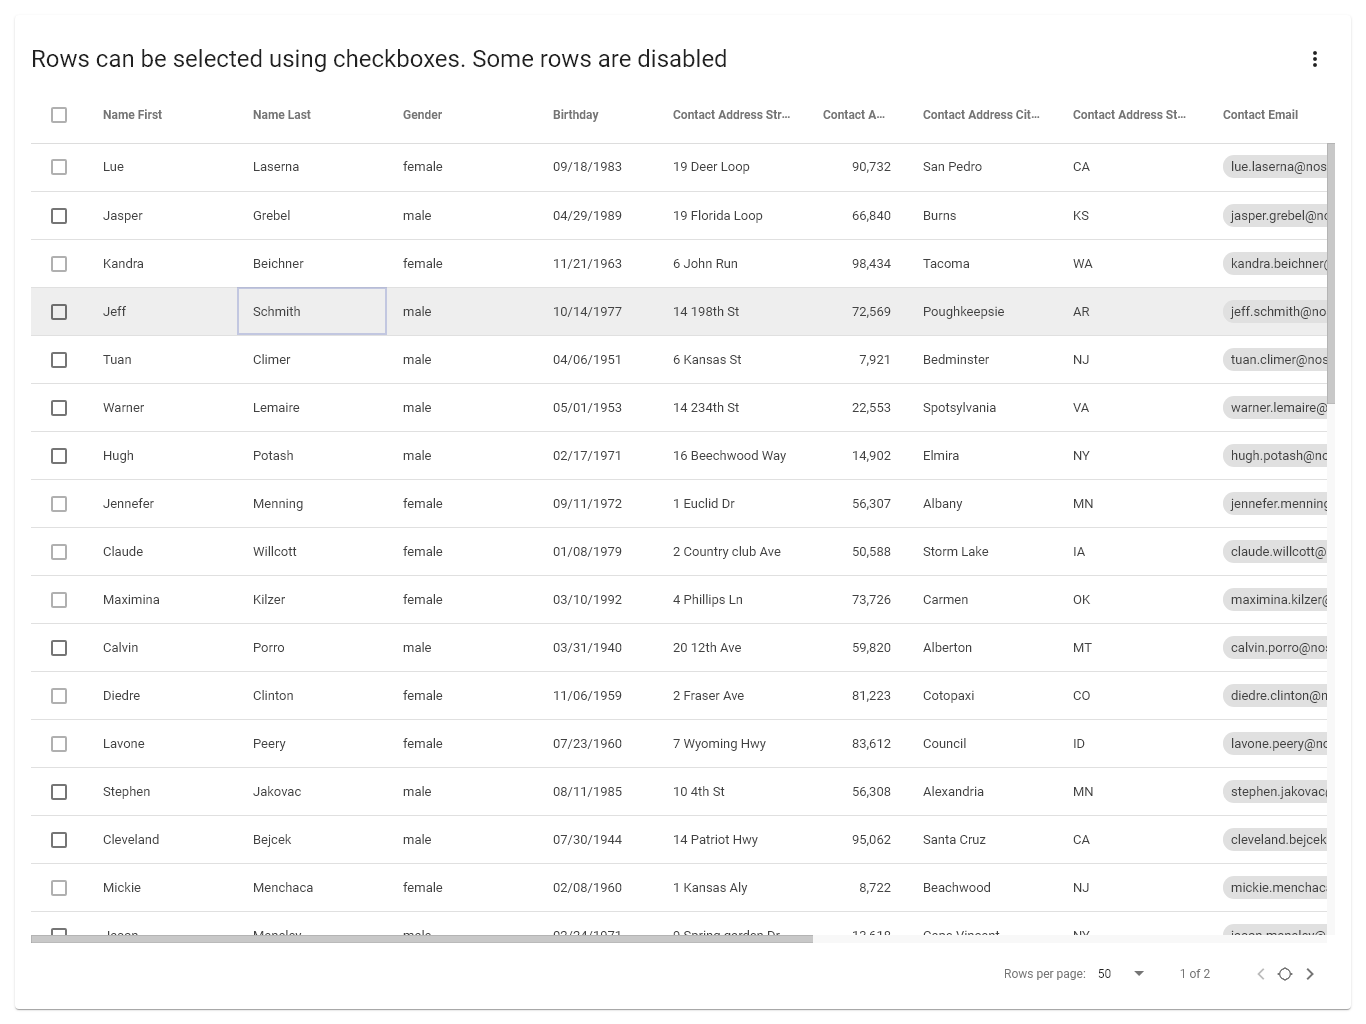 Rows can be selected using checkboxes. Some rows are disabled
Name First Name Last Gender Birthday Contact Address Str... Contact A... Contact Address Cit... Contact Address St... Contact Email
Lue Laserna female 09/18/1983 19 Deer Loop 90,732 San Pedro CA lue.laserna@nos
Jasper Grebel male 04/29/1989 19 Florida Loop 66,840 Burns KS jasper.grebel@no
Kandra Beichner female 11/21/1963 6 John Run 98,434 Tacoma WA kandra.beichner@
Jeff Schmith male 10/14/1977 14 198th St 72,569 Poughkeepsie AR jeff.schmith@no
Tuan Climer male 04/06/1951 6 Kansas St 7,921 Bedminster NJ tuan.climer@nos
Warner Lemaire male 05/01/1953 14 234th St 22,553 Spotsylvania VA warner.lemaire@
Hugh Potash male 02/17/1971 16 Beechwood Way 14,902 Elmira NY hugh.potash@no
Jennefer Menning female 09/11/1972 1 Euclid Dr 56,307 Albany MN jennefer.menning
Claude Willcott female 01/08/1979 2 Country club Ave 50,588 Storm Lake IA claude.willcott@
Maximina Kilzer female 03/10/1992 4 Phillips Ln 73,726 Carmen OK maximina.kilzer@
Calvin Porro male 03/31/1940 20 12th Ave 59,820 Alberton MT calvin.porro@nos
Diedre Clinton female 11/06/1959 2 Fraser Ave 81,223 Cotopaxi CO diedre.clinton@n
Lavone Peery female 07/23/1960 7 Wyoming Hwy 83,612 Council ID lavone.peery@no
Stephen Jakovac male 08/11/1985 10 4th St 56,308 Alexandria MN stephen.jakovac@
Cleveland Bejcek male 07/30/1944 14 Patriot Hwy 95,062 Santa Cruz CA cleveland.bejcek
Mickie Menchaca female 02/08/1960 1 Kansas Aly 8,722 Beachwood NJ mickie.menchac
Rows per page: 50 1 of 2